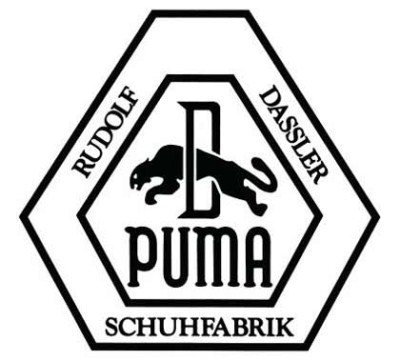 RUDOLF
DASSLER
D
PUMA
SCHUHFABRIK